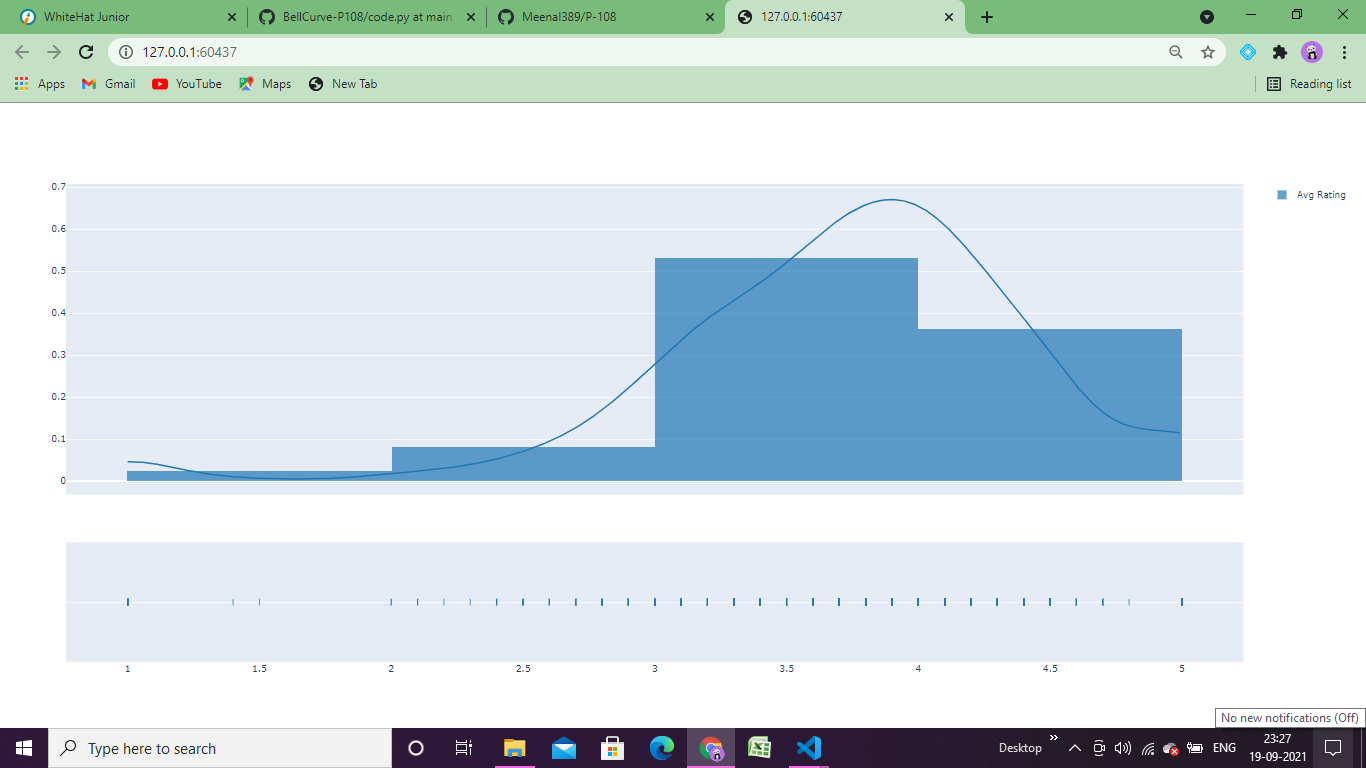 WhiteHat Junior
BellCurve-P108/code.py at main
Meenal389/P-108
127.0.0.1:60437
127.0.0.1:60437
Apps Gmail YouTube Maps New Tab Reading list
Avg Rating
0.7
0.6
0.5
0.4
0.3
0.2
0.1
0
1 1.5 2 2.5 3 3.5 4 4.5 5
No new notifications (Off)
Type here to search
Desktop
ENG
23:27
19-09-2021